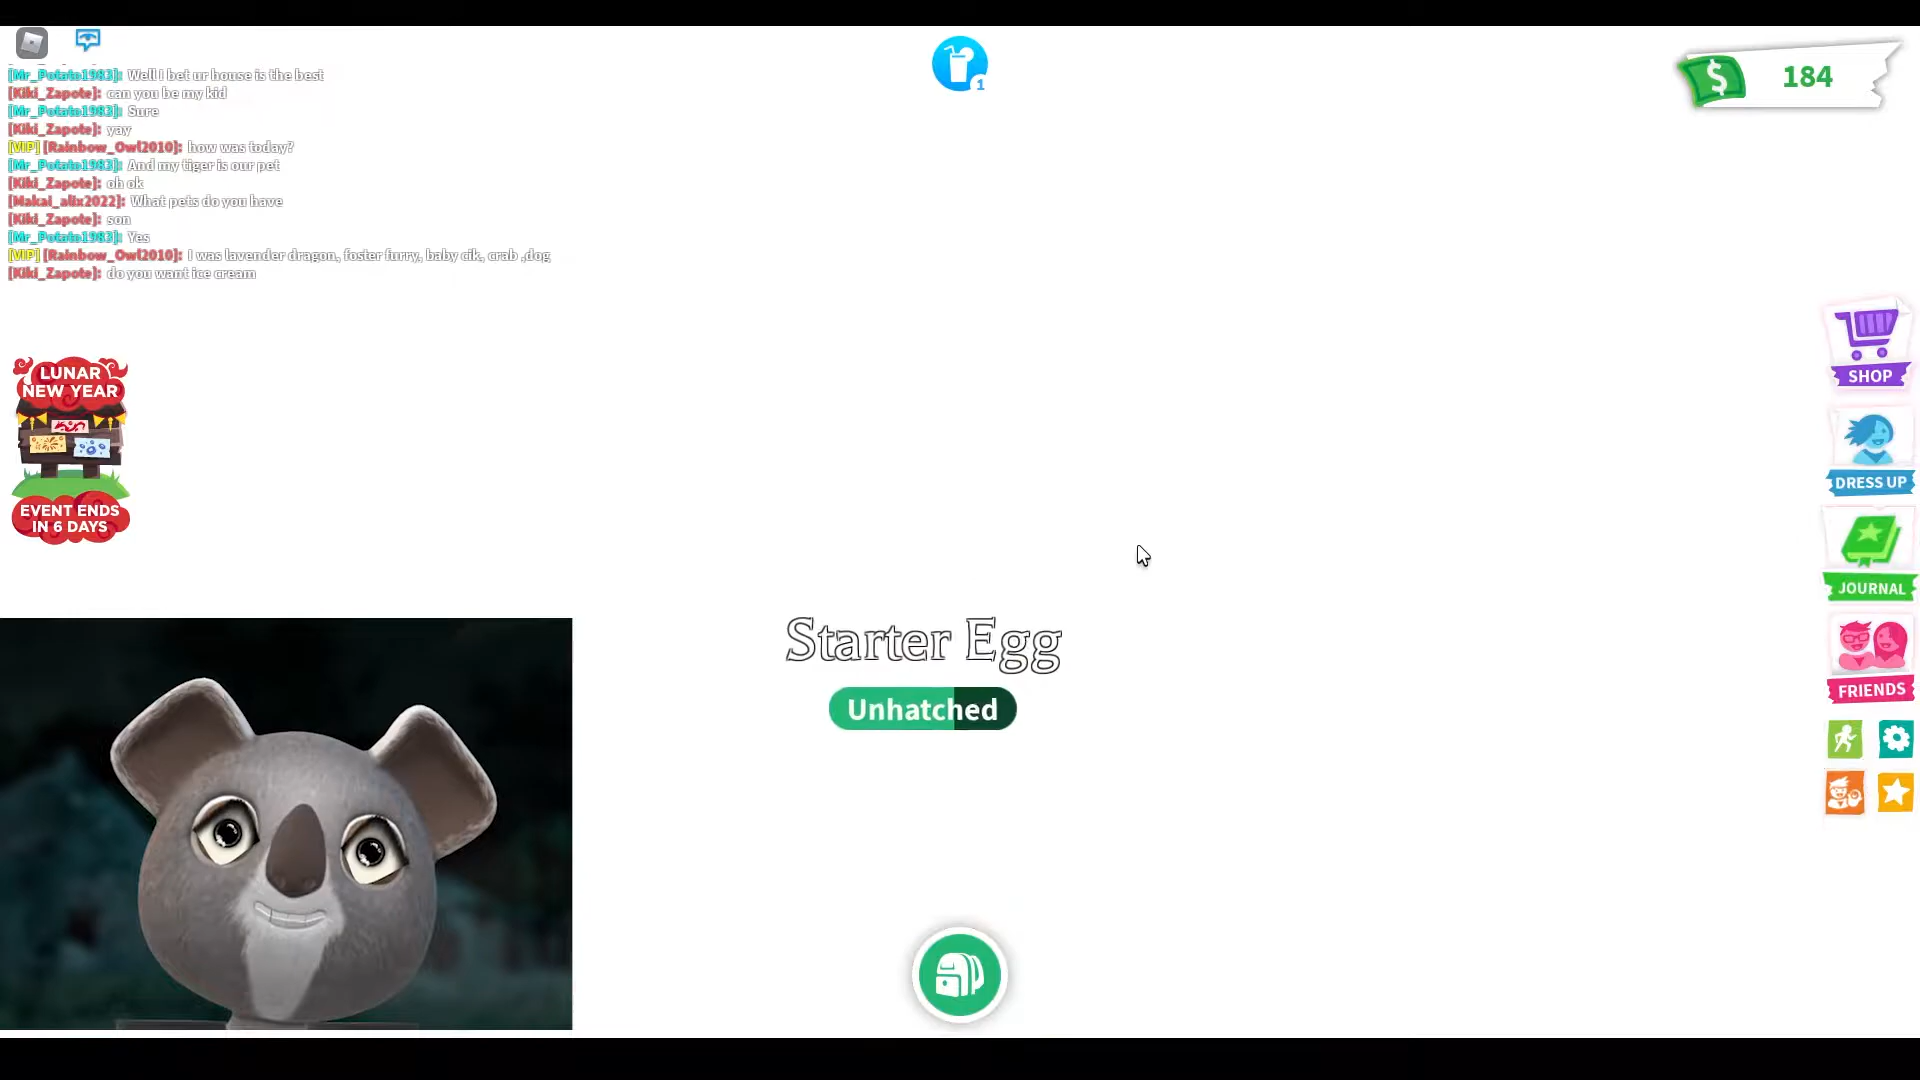 [Mr_Potato1983]: Well I bet ur house is the best
[Kiki_Zapote]: can you be my kid
[Mr_Potato1983]: Sure
[Kiki_Zapote]: yay
[VIP] [Rainbow_Owl2010]: how was today?
[Mr_Potato1983]: And my tiger is our pet
[Kiki_Zapote]: oh ok
[Makai_alix2022]: What pets do you have
[Kiki_Zapote]: son
[Mr_Potato1983]: Yes
[VIP] [Rainbow_Owl2010]: I was lavender dragon, foster furry, baby cik, crab ,dog
[Kiki_Zapote]: do you want ice cream
1
184
LUNAR
NEW YEAR
EVENT ENDS
IN 6 DAYS
SHOP
DRESS UP
JOURNAL
FRIENDS
Starter Egg
Unhatched